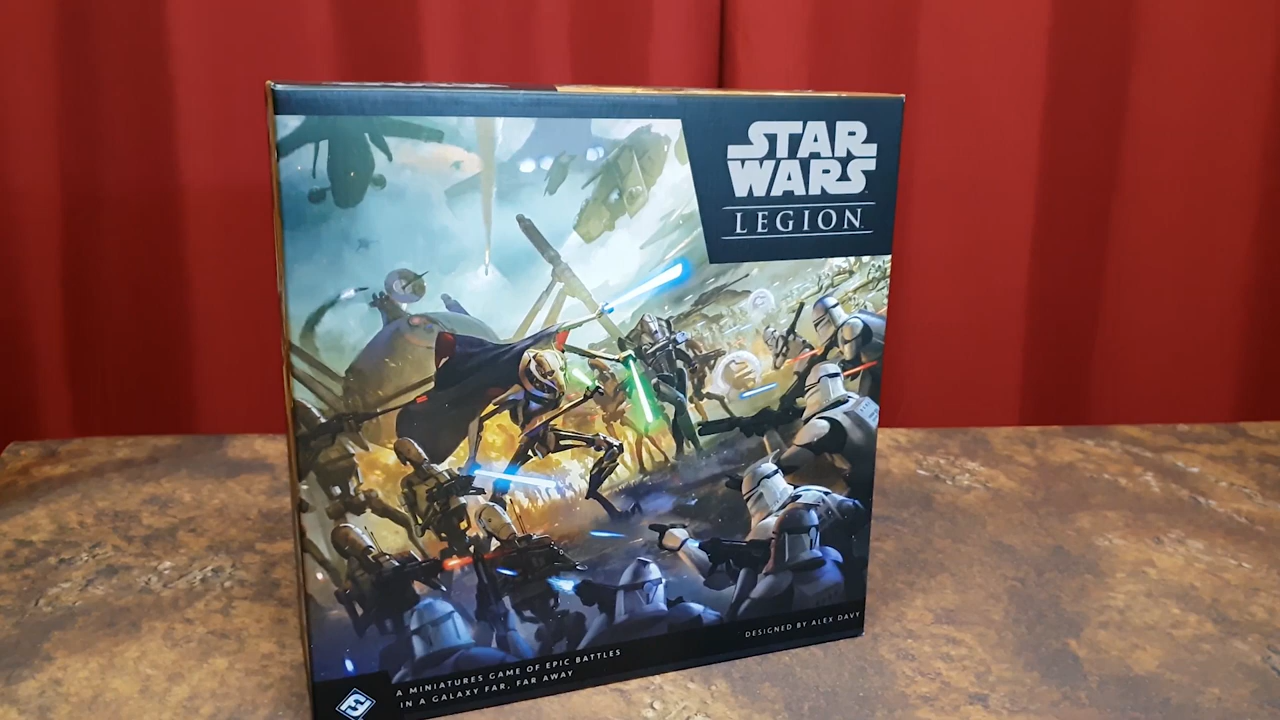 STAR
WARS
LEGION
DESIGNED BY ALEX DAVY
A MINIATURES GAME OF EPIC BATTLES
IN A GALAXY FAR, FAR AWAY